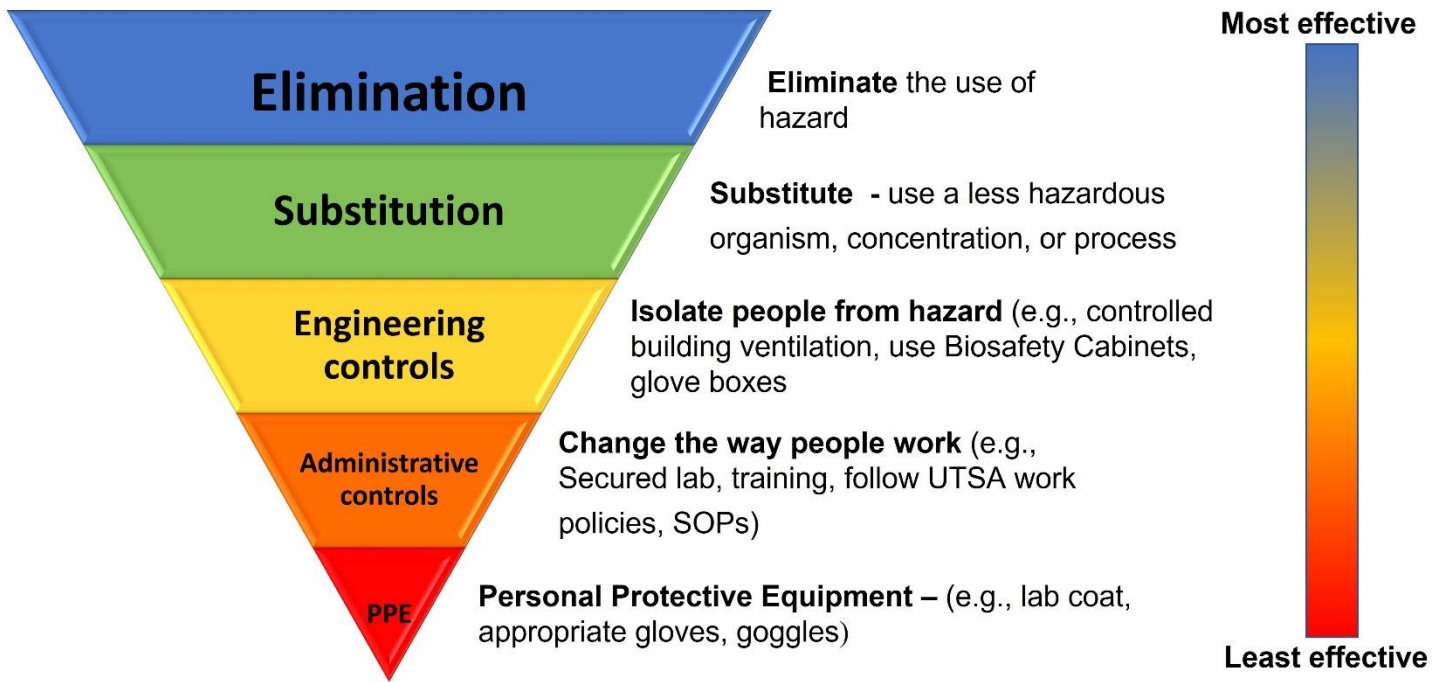 Most effective
Elimination
Eliminate the use of
hazard
Substitution
Substitute - use a less hazardous
organism, concentration, or process
Engineering
controls
Isolate people from hazard (e.g., controlled
building ventilation, use Biosafety Cabinets,
glove boxes
Administrative
controls
Change the way people work (e.g.,
Secured lab, training, follow UTSA work
policies, SOPs)
PPE
Personal Protective Equipment – (e.g., lab coat,
appropriate gloves, goggles)
Least effective